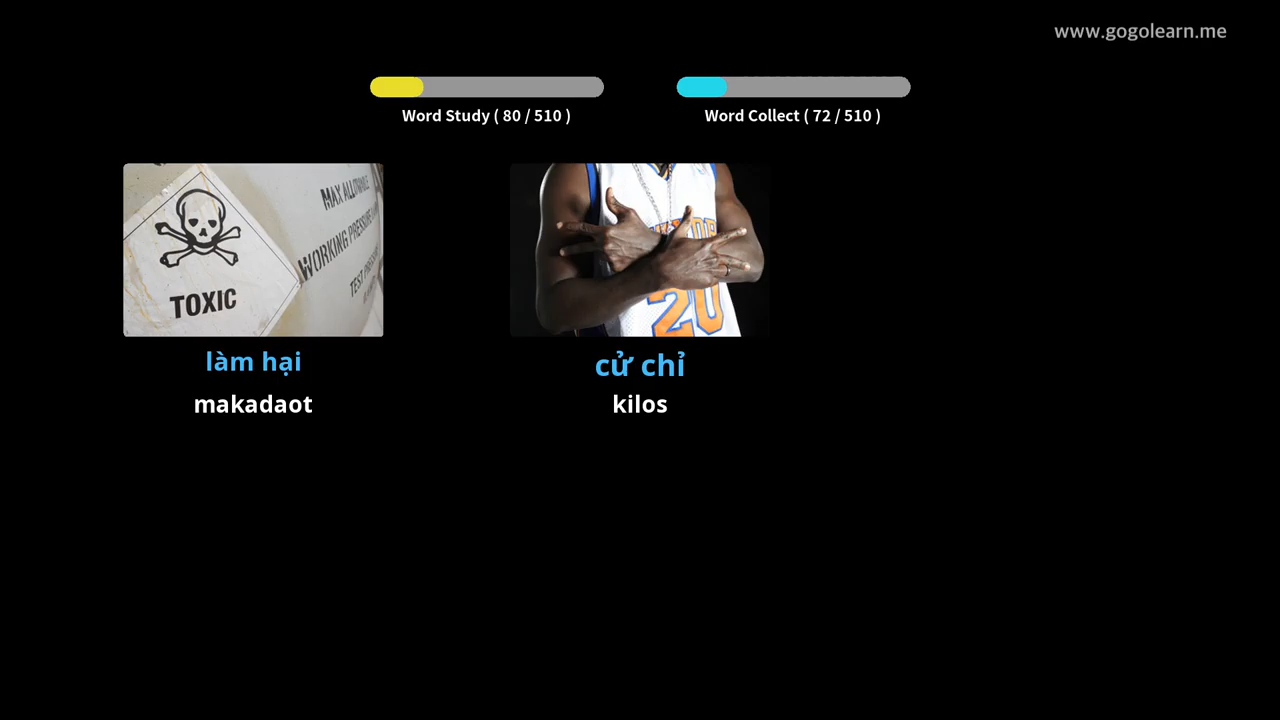 www.gogolearn.me
Word Study ( 80 / 510 )
Word Collect ( 72 / 510 )
MAX ALLOWABLE
WORKING PRESSURE
TOXIC
20
làm hại
cử chỉ
makadaot
kilos